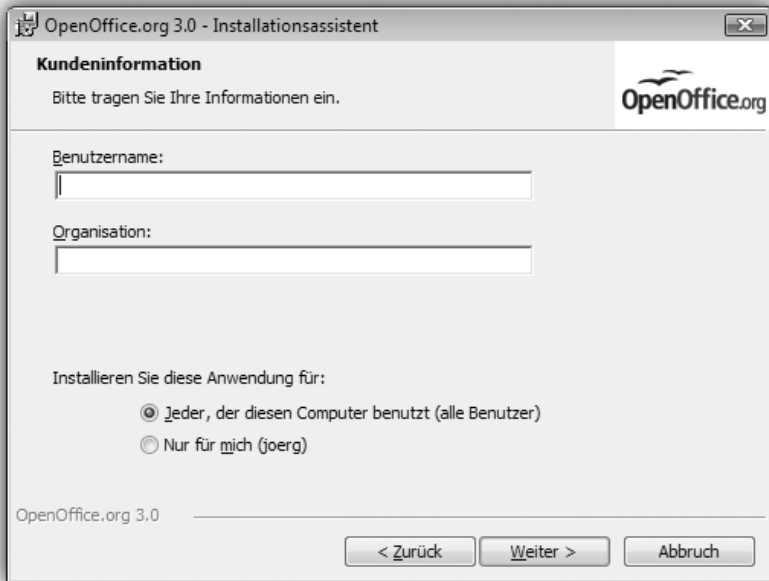 OpenOffice.org 3.0 - Installationsassistent
Kundeninformation
Bitte tragen Sie Ihre Informationen ein.
OpenOffice.org
Benutzername:
Organisation:
Installieren Sie diese Anwendung für:
Jeder, der diesen Computer benutzt (alle Benutzer)
Nur für mich (joerg)
OpenOffice.org 3.0
< Zurück
Weiter >
Abbruch